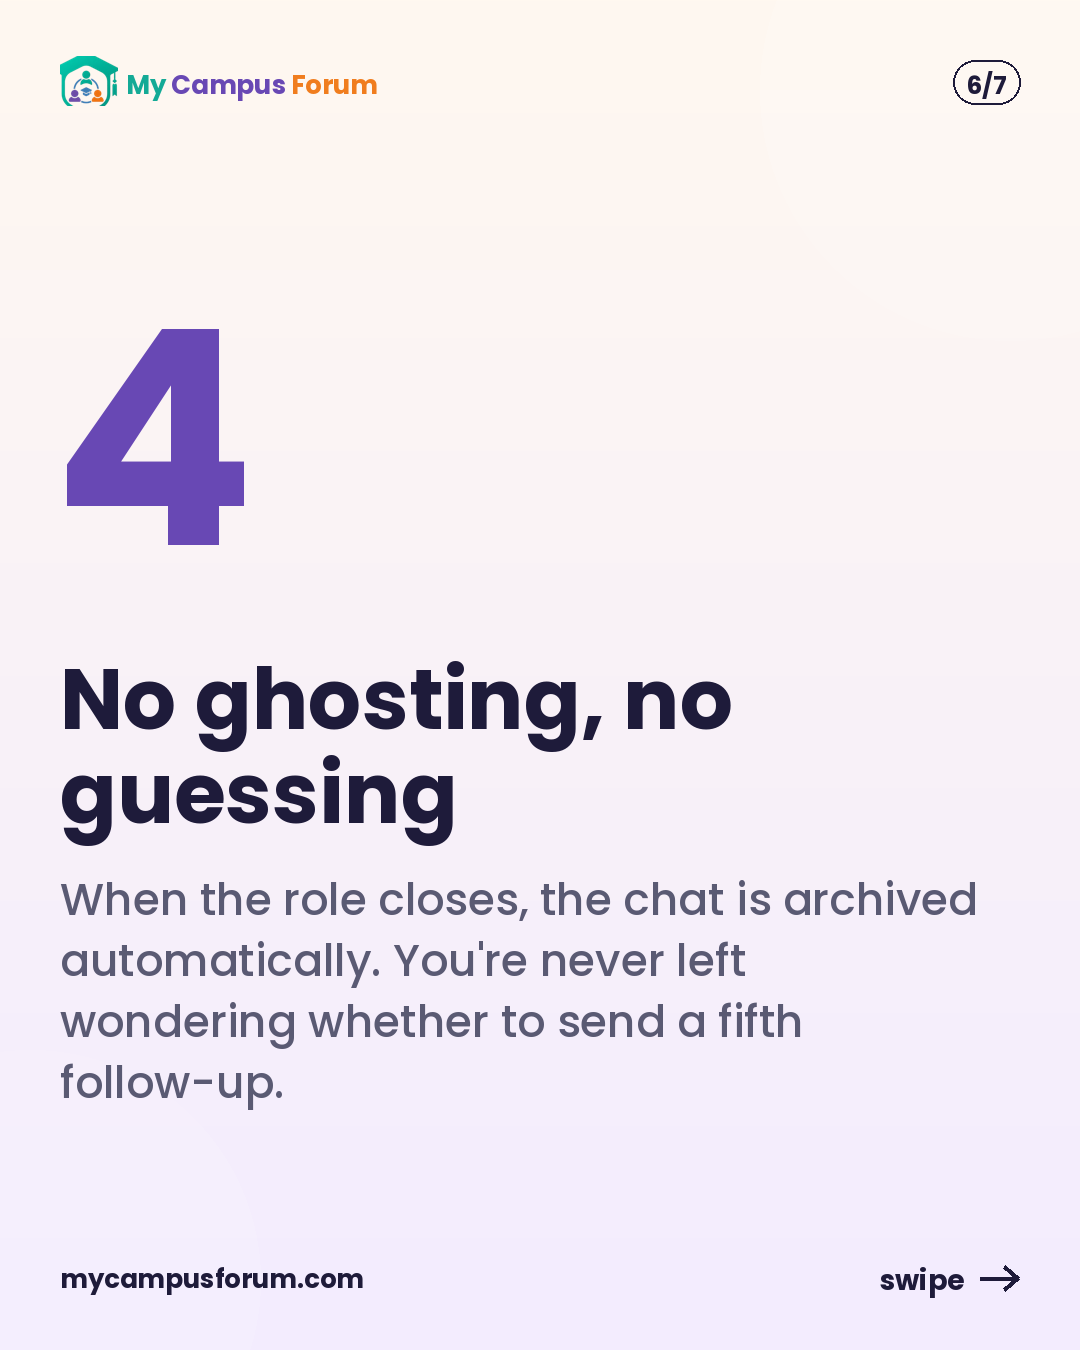 My Campus Forum
6/7
4
No ghosting, no
guessing
When the role closes, the chat is archived
automatically. You're never left
wondering whether to send a fifth
follow-up.
mycampusforum.com
swipe →